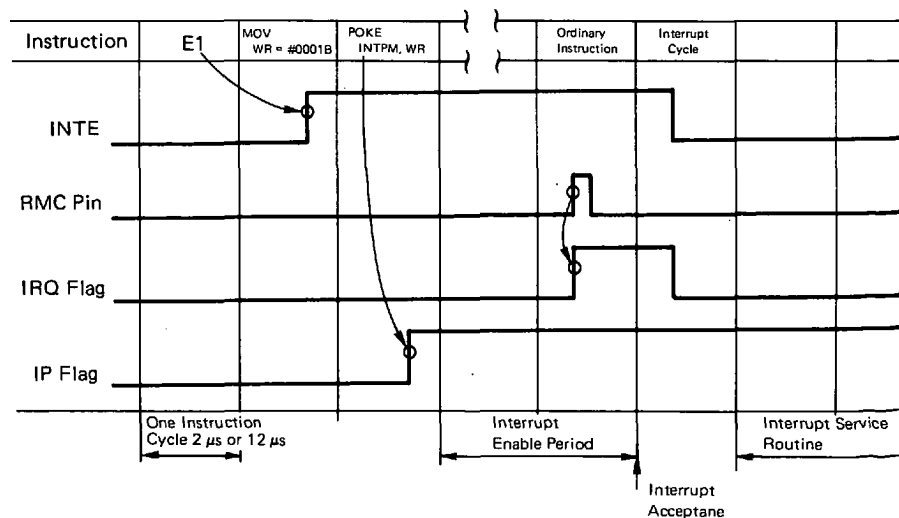 Instruction
E1
MOV
WR = #0001B
POKE
INTPM, WR
Ordinary
Instruction
Interrupt
Cycle
INTE
RMC Pin
IRQ Flag
IP Flag
One Instruction
Cycle 2 μs or 12 μs
Interrupt
Enable Period
Interrupt Service
Routine
Interrupt
Acceptane